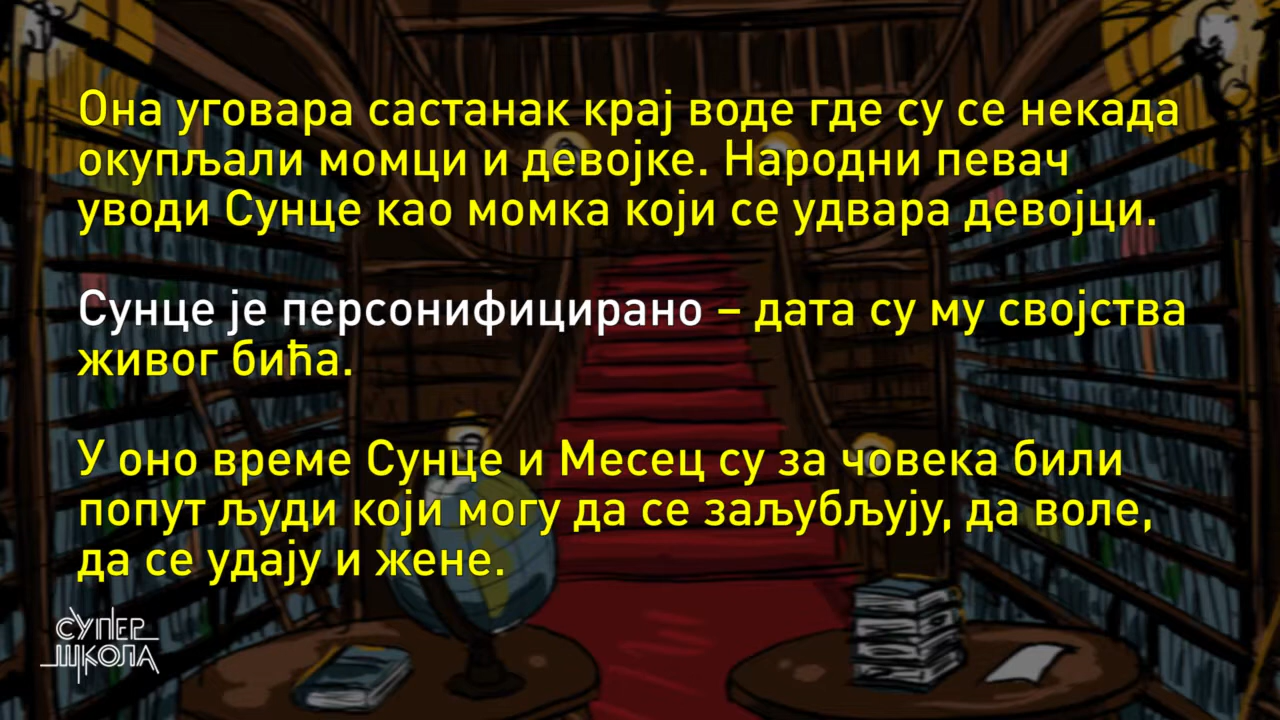 Она уговара састанак крај воде где су се некада
окупљали момци и девојке. Народни певач
уводи Сунце као момка који се удвара девојци.
Сунце је персонифицирано – дата су му својства
живог бића.
У оно време Сунце и Месец су за човека били
попут људи који могу да се заљубљују, да воле,
да се удају и жене.
СУПЕР
ШКОЛА